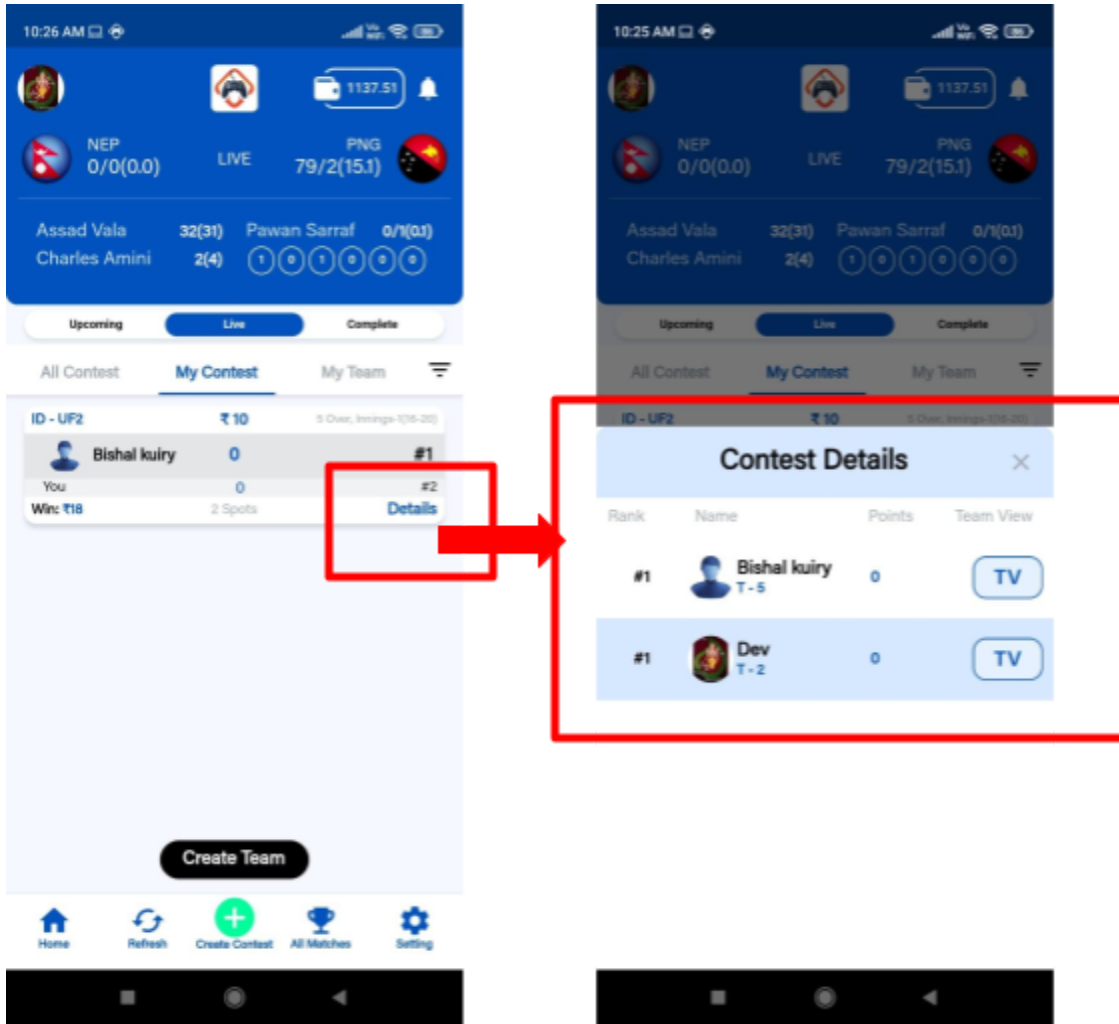 10:26 AM
1137.51
NEP
0/0(0.0)
LIVE
PNG
79/2(15.1)
Assad Vala 32(31) Pawan Sarraf 0/1(0.1)
Charles Amini 2(4) 1 0 1 0 0 0
Upcoming Live Complete
All Contest My Contest My Team
ID - UF2 ₹ 10 5 Over, Innings-1(16-20)
Bishal kuiry 0 #1
You 0 #2
Win: ₹18 2 Spots Details
Create Team
Home Refresh Create Contest All Matches Setting
10:25 AM
1137.51
NEP
0/0(0.0)
LIVE
PNG
79/2(15.1)
Assad Vala 32(31) Pawan Sarraf 0/1(0.1)
Charles Amini 2(4) 1 0 1 0 0 0
Upcoming Live Complete
All Contest My Contest My Team
ID - UF2 ₹ 10 5 Over, Innings-1(16-20)
Contest Details ×
Rank Name Points Team View
#1 Bishal kuiry 0 TV
T - 5
#1 Dev 0 TV
T - 2